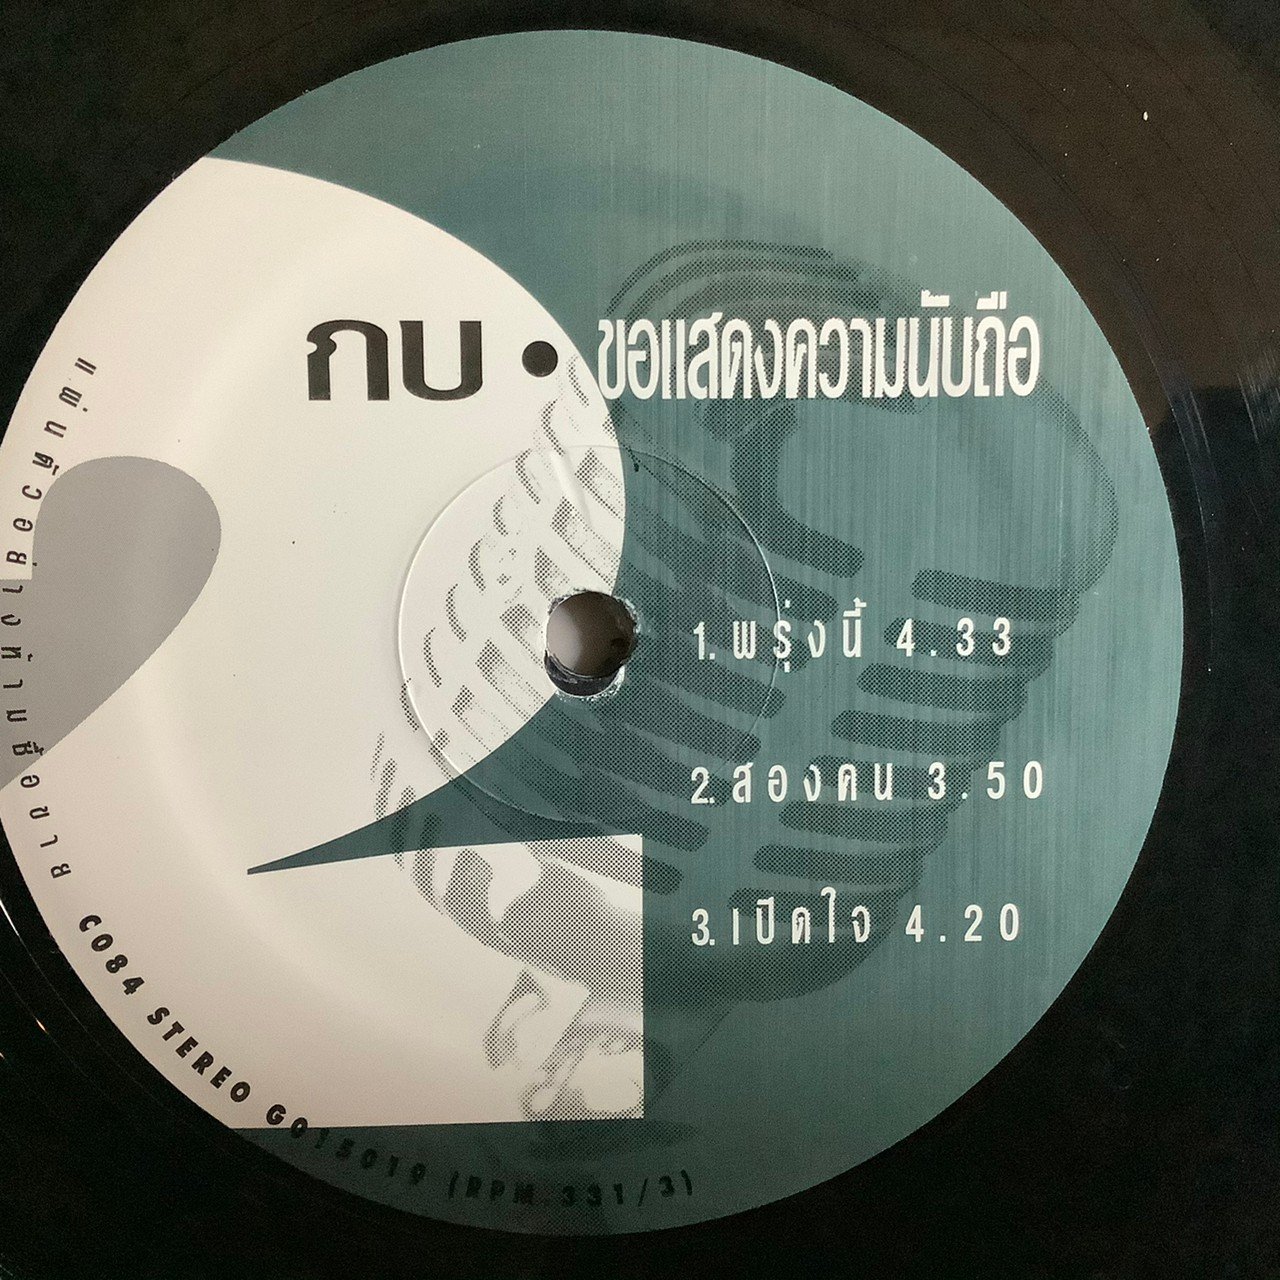 กบ • ขอแสดงความนับถือ
2
1. พรุ่งนี้ 4.33
2. สองคน 3.50
3. เปิดใจ 4.20
C084 STEREO GO15019 (RPM.331/3)